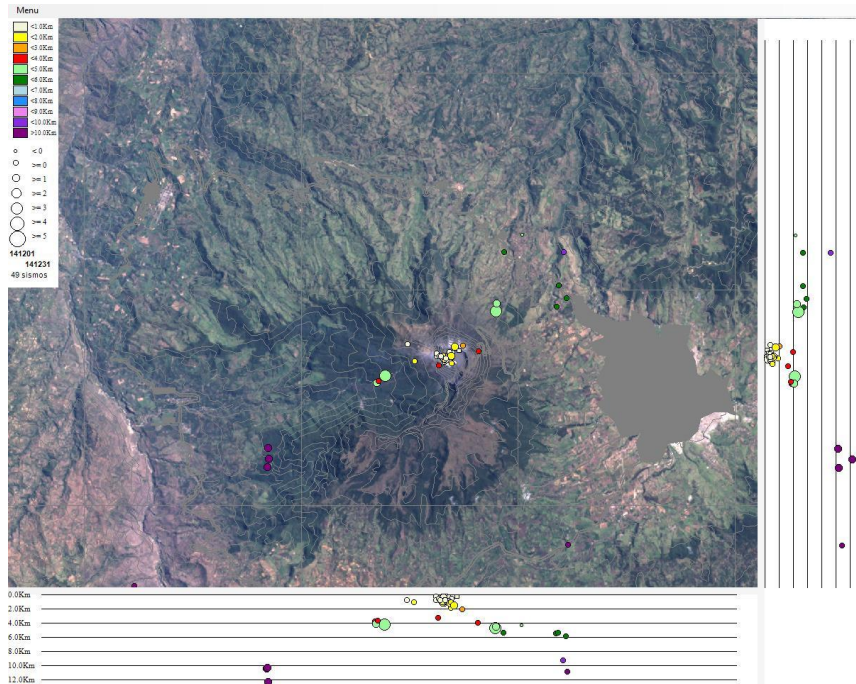 Menu
<1.0Km
<2.0Km
<3.0Km
<4.0Km
<5.0Km
<6.0Km
<7.0Km
<8.0Km
<9.0Km
<10.0Km
>10.0Km
< 0
>= 0
>= 1
>= 2
>= 3
>= 4
>= 5
141201
141231
49 sismos
0.0Km
2.0Km
4.0Km
6.0Km
8.0Km
10.0Km
12.0Km